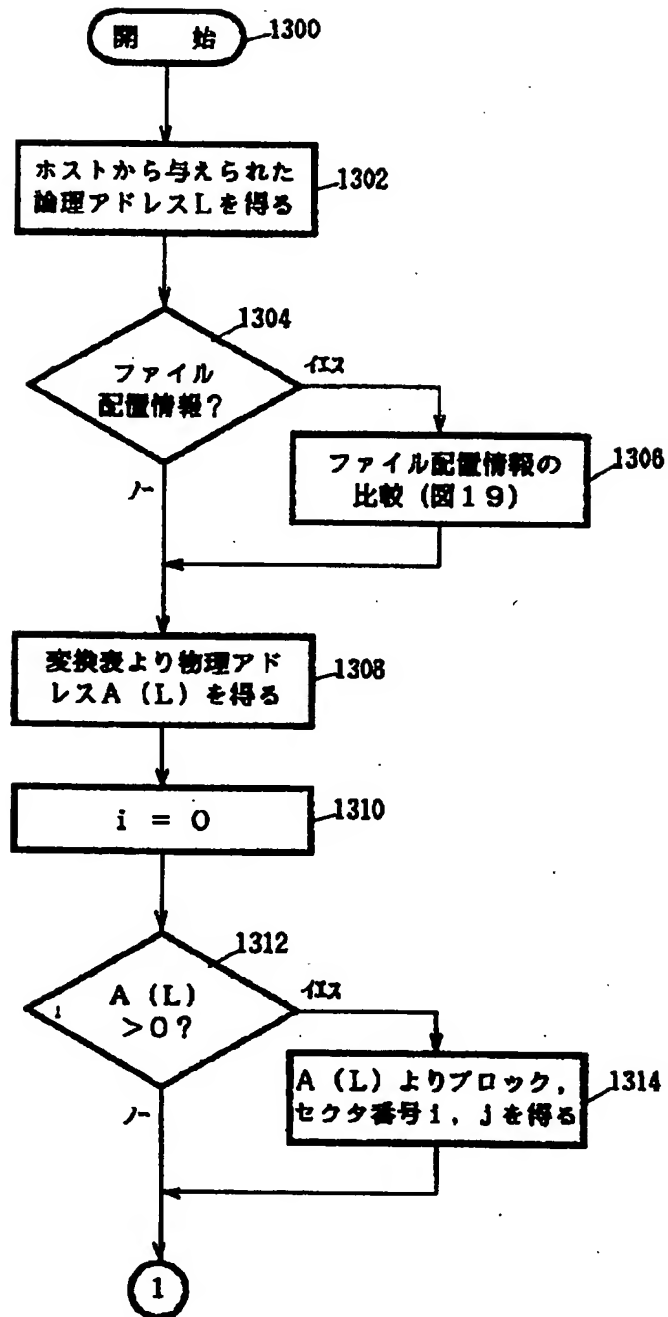 開 始
1300
ホストから与えられた
論理アドレスLを得る
1302
1304
ファイル
配置情報?
イエス
ノー
ファイル配置情報の
比較(図19)
1306
変換表より物理アド
レスA(L)を得る
1308
i = 0
1310
1312
A(L)
>0?
イエス
ノー
A(L)よりブロック,
セクタ番号i,jを得る
1314
1